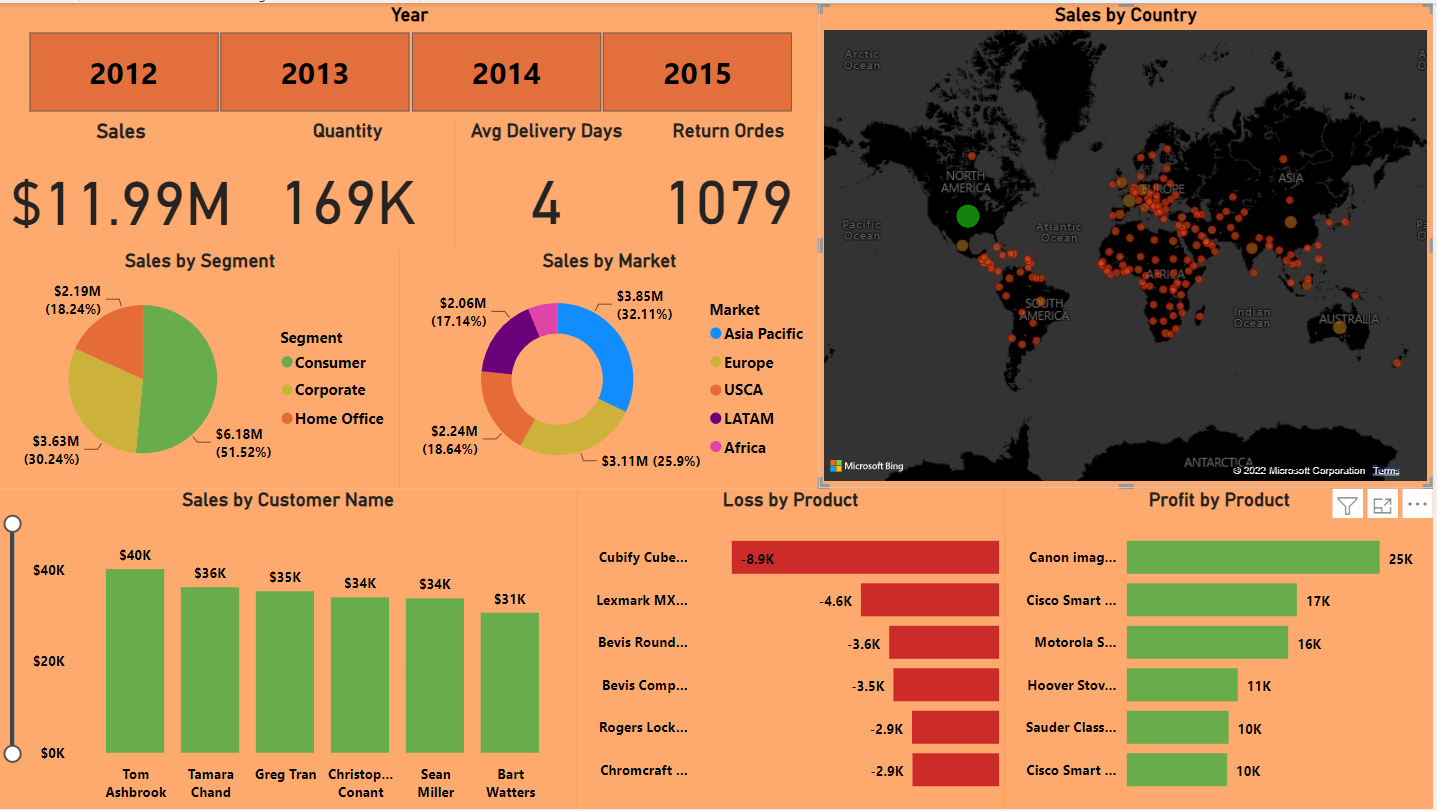 Year
2012
2013
2014
2015
Sales
$11.99M
Quantity
169K
Avg Delivery Days
4
Return Ordes
1079
Sales by Country
Arctic
Ocean
NORTH
AMERICA
EUROPE
ASIA
Pacific
Ocean
Atlantic
Ocean
AFRICA
SOUTH
AMERICA
Indian
Ocean
AUSTRALIA
ANTARCTICA
Microsoft Bing
© 2022 Microsoft Corporation Terms
Sales by Segment
$2.19M
(18.24%)
$3.63M
(30.24%)
$6.18M
(51.52%)
Segment
Consumer
Corporate
Home Office
Sales by Market
$2.06M
(17.14%)
$3.85M
(32.11%)
$2.24M
(18.64%)
$3.11M (25.9%)
Market
Asia Pacific
Europe
USCA
LATAM
Africa
Sales by Customer Name
$40K
$20K
$0K
$40K
$36K
$35K
$34K
$34K
$31K
Tom
Ashbrook
Tamara
Chand
Greg Tran
Christop...
Conant
Sean
Miller
Bart
Watters
Loss by Product
Cubify Cube... -8.9K
Lexmark MX... -4.6K
Bevis Round... -3.6K
Bevis Comp... -3.5K
Rogers Lock... -2.9K
Chromcraft ... -2.9K
Profit by Product
Canon imag... 25K
Cisco Smart ... 17K
Motorola S... 16K
Hoover Stov... 11K
Sauder Class... 10K
Cisco Smart ... 10K